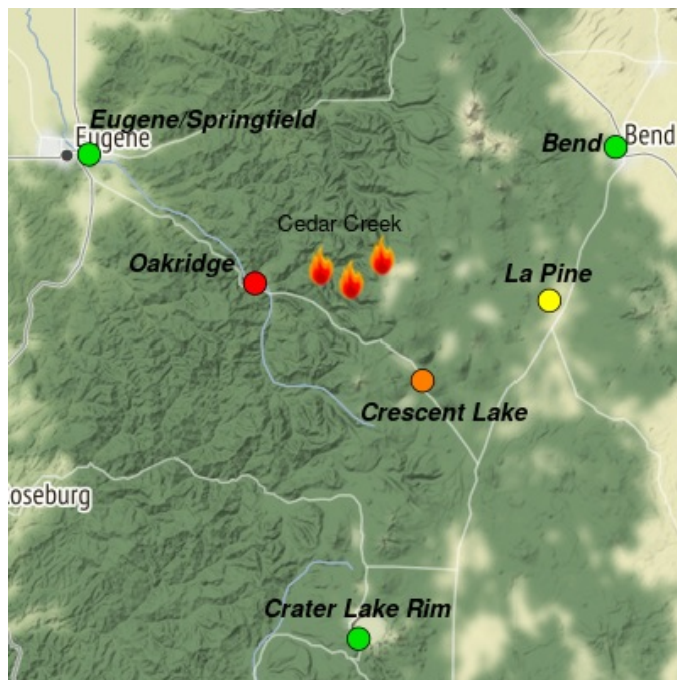 Eugene/Springfield
Eugene
Bend
Bend
Cedar Creek
Oakridge
La Pine
Crescent Lake
oseburg
Crater Lake Rim